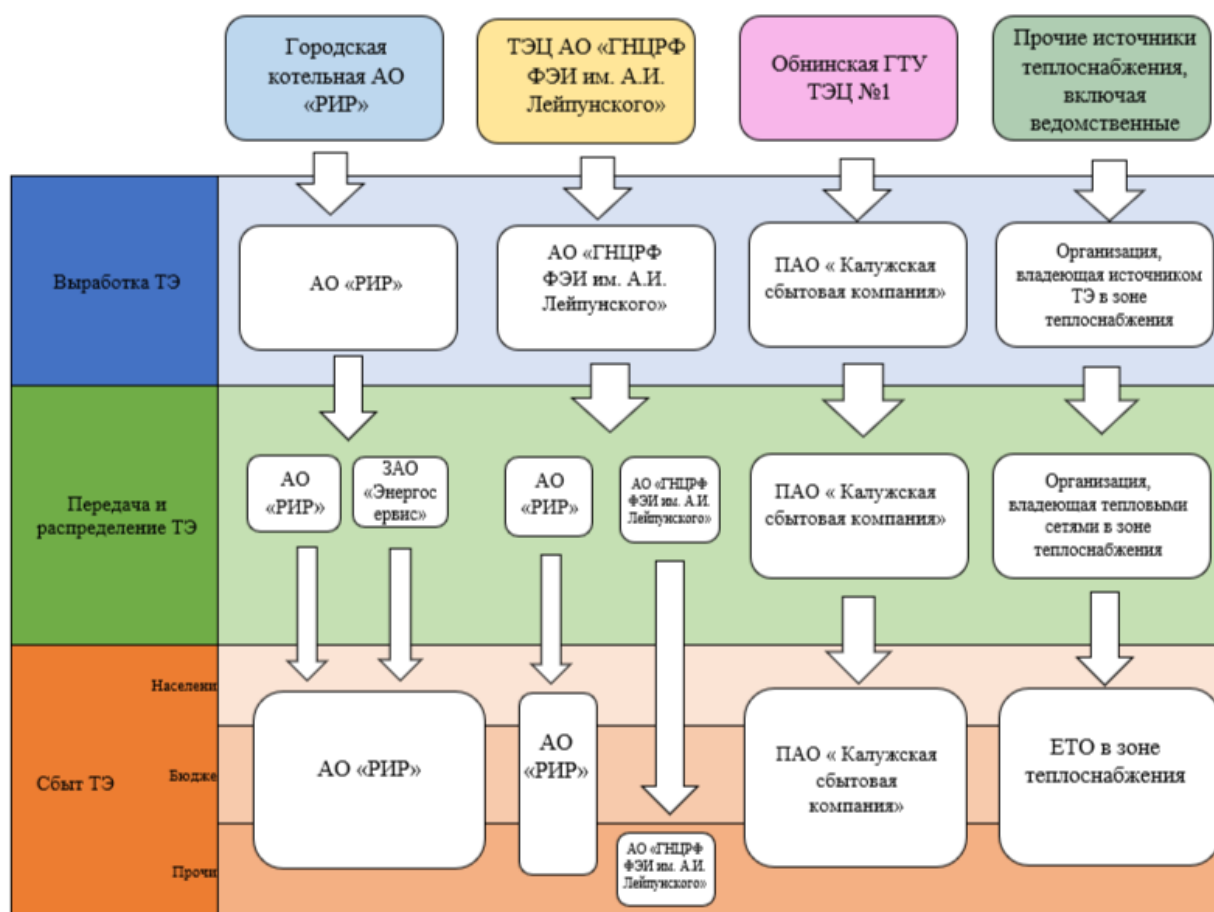 Городская
котельная АО
«РИР»
ТЭЦ АО «ГНЦРФ
ФЭИ им. А.И.
Лейпунского»
Обнинская ГТУ
ТЭЦ №1
Прочие источники
теплоснабжения,
включая
ведомственные
Выработка ТЭ
АО «РИР»
АО «ГНЦРФ
ФЭИ им. А.И.
Лейпунского»
ПАО « Калужская
сбытовая компания»
Организация,
владеющая источником
ТЭ в зоне
теплоснабжения
Передача и
распределение ТЭ
АО
«РИР»
ЗАО
«Энергос
ервис»
АО
«РИР»
АО «ГНЦРФ
ФЭИ им. А.И.
Лейпунского»
ПАО « Калужская
сбытовая компания»
Организация,
владеющая тепловыми
сетями в зоне
теплоснабжения
Сбыт ТЭ
Населени
Бюдже
Прочи
АО «РИР»
АО
«РИР»
АО «ГНЦРФ
ФЭИ им. А.И.
Лейпунского»
ПАО « Калужская
сбытовая
компания»
ЕТО в зоне
теплоснабжения